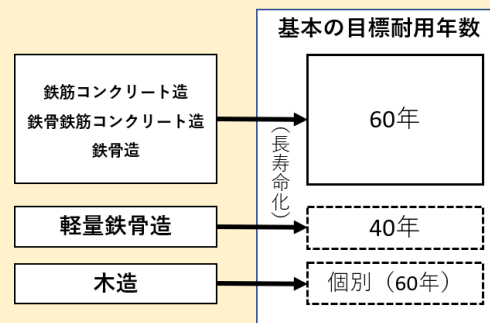 基本の目標耐用年数
鉄筋コンクリート造
鉄骨鉄筋コンクリート造
鉄骨造
60年
（長寿命化）
軽量鉄骨造
40年
木造
個別（60年）